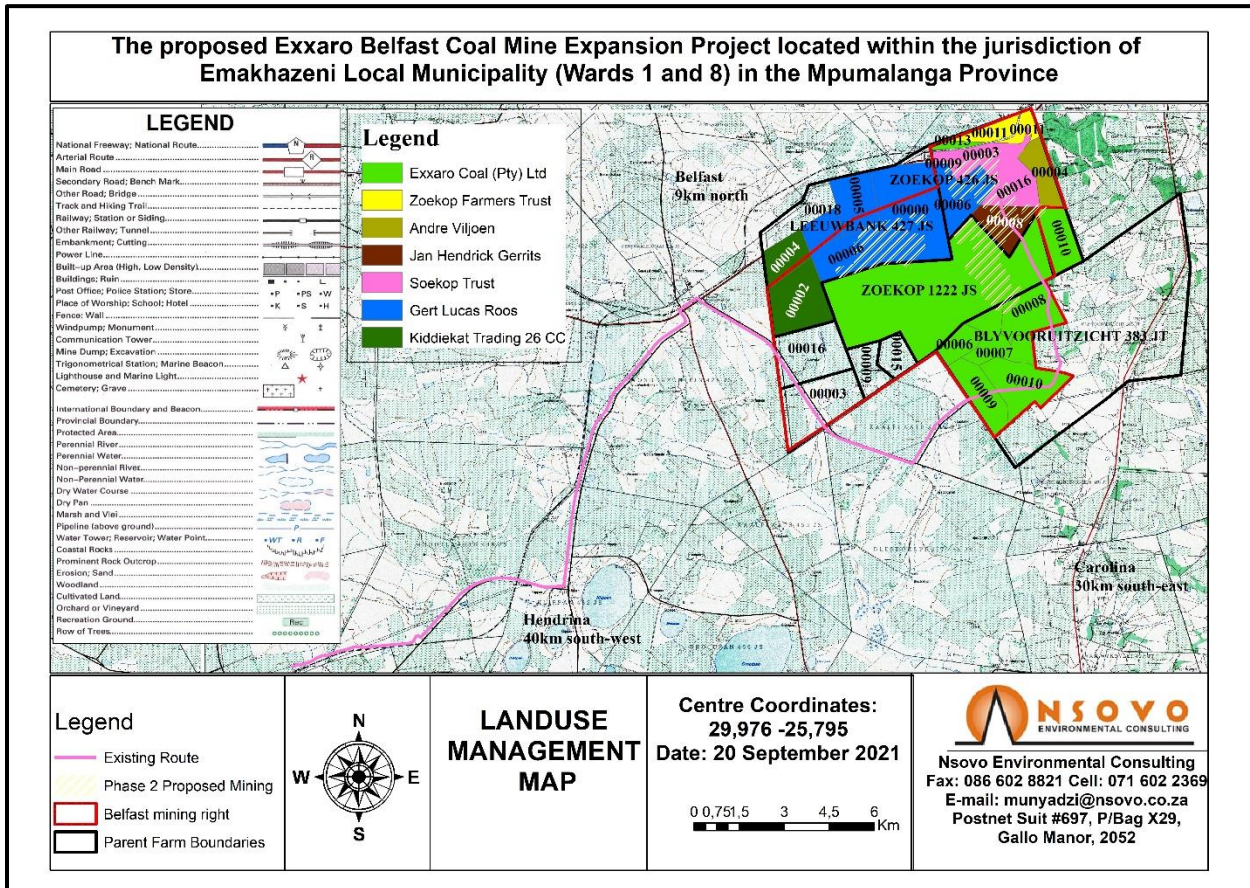 The proposed Exxaro Belfast Coal Mine Expansion Project located within the jurisdiction of
Emakhazeni Local Municipality (Wards 1 and 8) in the Mpumalanga Province
LEGEND
National Freeway; National Route
N
Arterial Route
R
Main Road
Secondary Road; Bench Mark
Other Road; Bridge
Track and Hiking Trail
Railway; Station or Siding
Other Railway; Tunnel
Embankment; Cutting
Power Line
Built-up Area (High, Low Density)
Buildings; Ruin
Post Office; Police Station; Store
•P •PS •W
Place of Worship; School; Hotel
•K •S •H
Fence; Wall
Windpump; Monument
Communication Tower
Mine Dump; Excavation
Trigonometrical Station; Marine Beacon
Lighthouse and Marine Light
Cemetery; Grave
International Boundary and Beacon
Provincial Boundary
Protected Area
Perennial River
Perennial Water
Non-perennial River
Non-Perennial Water
Dry Water Course
Dry Pan
Marsh and Vlei
Pipeline (above ground)
P
Water Tower; Reservoir; Water Point
•WT •R •F
Coastal Rocks
Prominent Rock Outcrop
Erosion; Sand
Woodland
Cultivated Land
Orchard or Vineyard
Recreation Ground
Rec
Row of Trees
Legend
Exxaro Coal (Pty) Ltd
Zoekop Farmers Trust
Andre Viljoen
Jan Hendrick Gerrits
Soekop Trust
Gert Lucas Roos
Kiddiekat Trading 26 CC
Belfast
9km north
00013
00011
00011
00009
00003
ZOEKOP 426 JS
00004
00016
00005
00018
00000
00006
LEEUWBANK 427 JS
00008
00006
00004
00010
00002
ZOEKOP 1222 JS
00008
BLYVOORUITZICHT 383 JT
00006
00007
00016
00009
00015
00003
00010
00009
Hendrina
40km south-west
Carolina
30km south-east
Legend
Existing Route
Phase 2 Proposed Mining
Belfast mining right
Parent Farm Boundaries
N
W
E
S
LANDUSE
MANAGEMENT
MAP
Centre Coordinates:
29,976 -25,795
Date: 20 September 2021
0 0,75 1,5 3 4,5 6
Km
NSOVO
ENVIRONMENTAL CONSULTING
Nsovo Environmental Consulting
Fax: 086 602 8821 Cell: 071 602 2369
E-mail: munyadzi@nsovo.co.za
Postnet Suit #697, P/Bag X29,
Gallo Manor, 2052